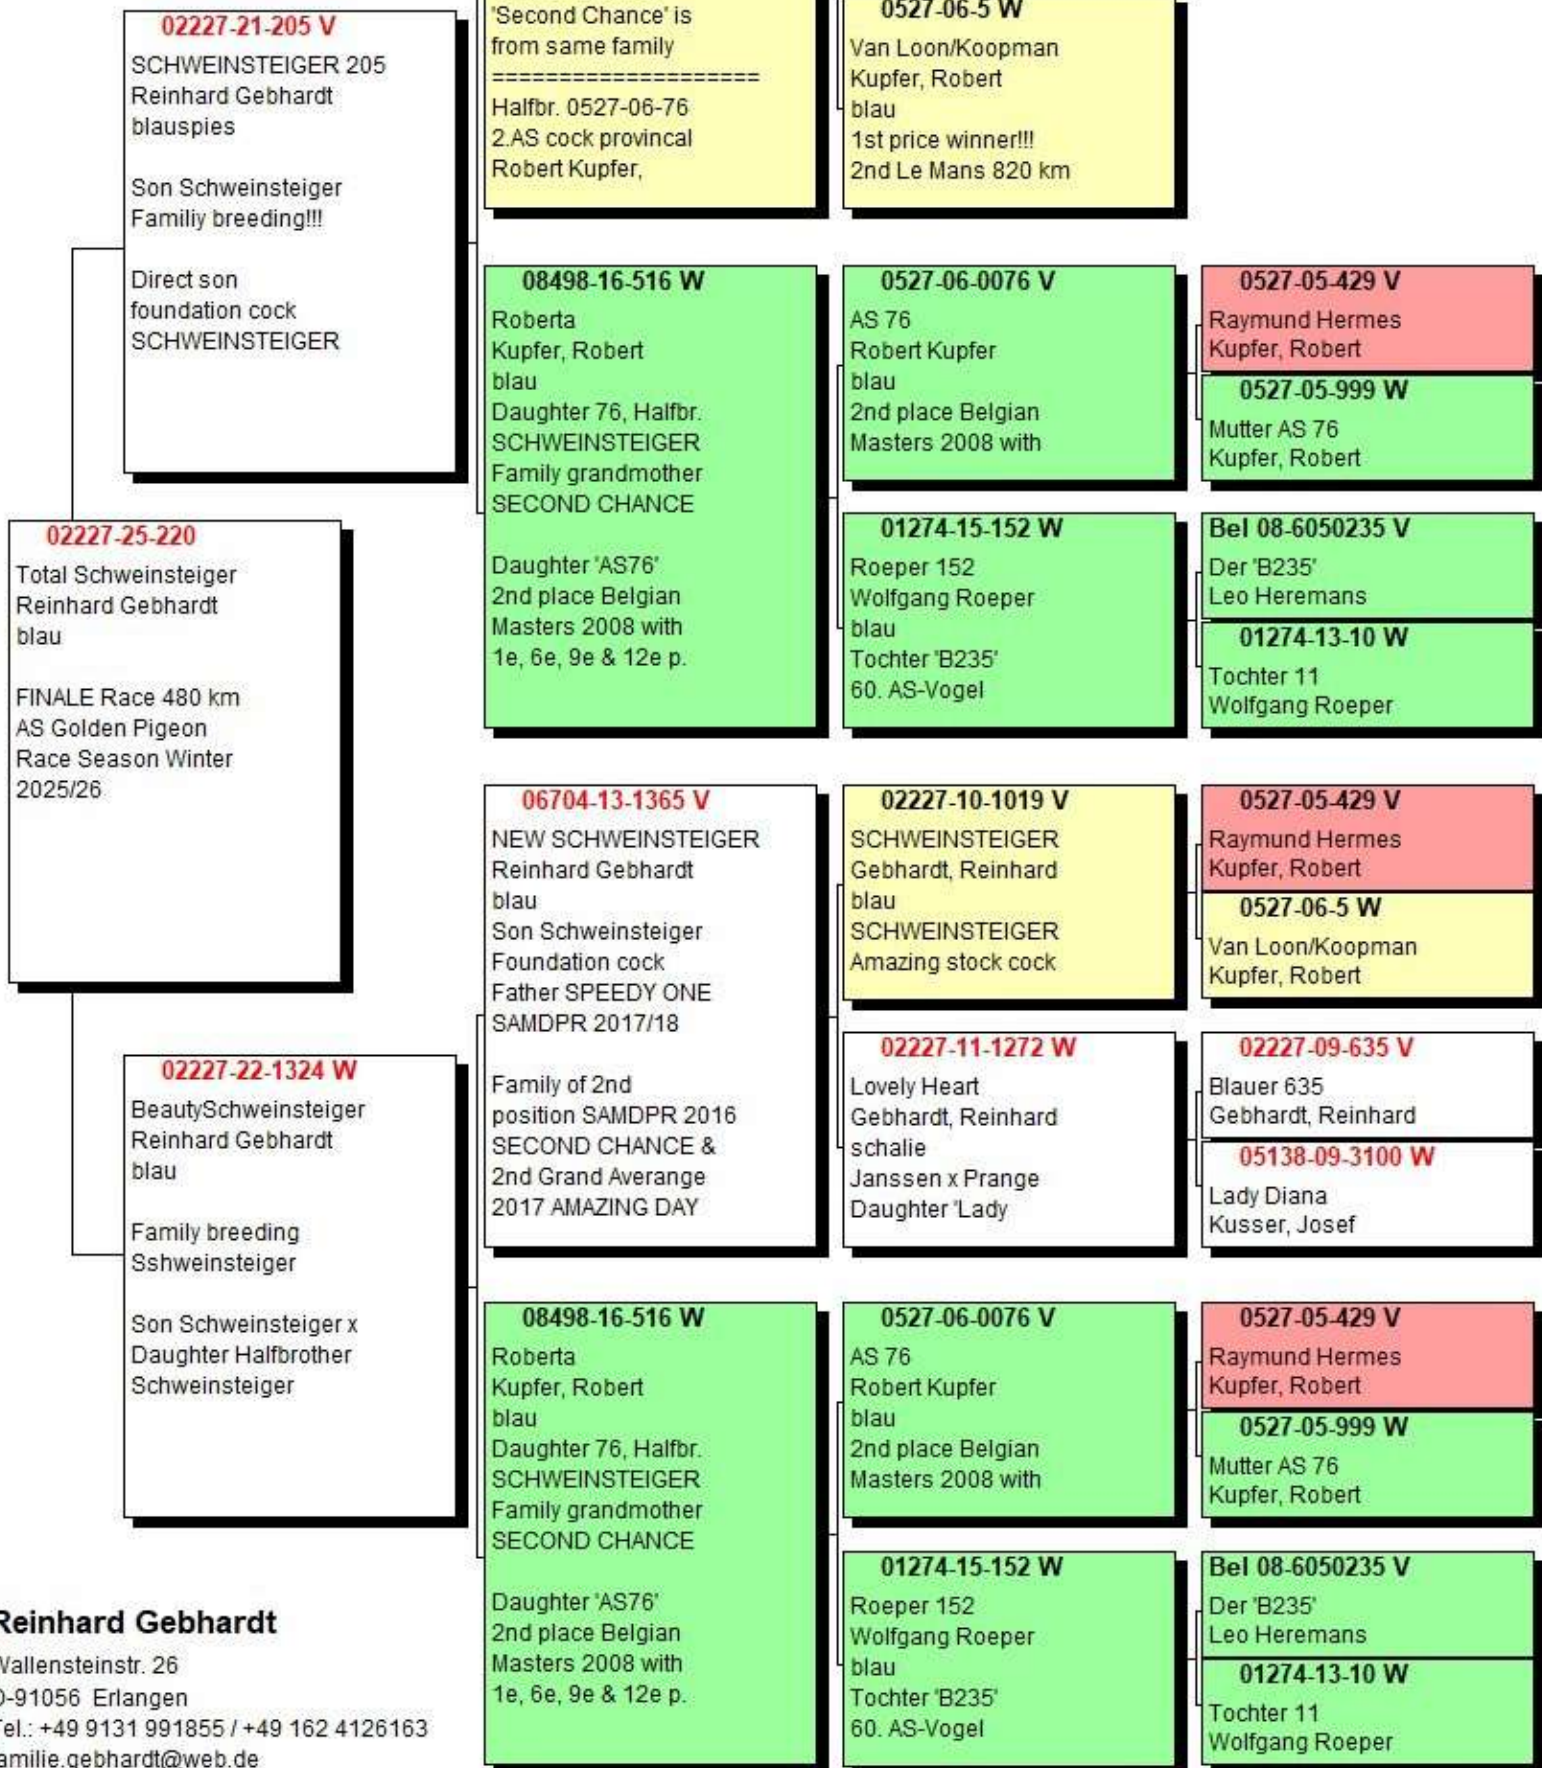 02227-21-205 V
SCHWEINSTEIGER 205
Reinhard Gebhardt
blauspies
Son Schweinsteiger
Familiy breeding!!!
Direct son
foundation cock
SCHWEINSTEIGER
02227-25-220
Total Schweinsteiger
Reinhard Gebhardt
blau
FINALE Race 480 km
AS Golden Pigeon
Race Season Winter
2025/26
02227-22-1324 W
BeautySchweinsteiger
Reinhard Gebhardt
blau
Family breeding
Sshweinsteiger
Son Schweinsteiger x
Daughter Halfbrother
Schweinsteiger
'Second Chance' is
from same family
====================
Halfbr. 0527-06-76
2.AS cock provincal
Robert Kupfer,
08498-16-516 W
Roberta
Kupfer, Robert
blau
Daughter 76, Halfbr.
SCHWEINSTEIGER
Family grandmother
SECOND CHANCE
Daughter 'AS76'
2nd place Belgian
Masters 2008 with
1e, 6e, 9e & 12e p.
06704-13-1365 V
NEW SCHWEINSTEIGER
Reinhard Gebhardt
blau
Son Schweinsteiger
Foundation cock
Father SPEEDY ONE
SAMDPR 2017/18
Family of 2nd
position SAMDPR 2016
SECOND CHANCE &
2nd Grand Averange
2017 AMAZING DAY
08498-16-516 W
Roberta
Kupfer, Robert
blau
Daughter 76, Halfbr.
SCHWEINSTEIGER
Family grandmother
SECOND CHANCE
Daughter 'AS76'
2nd place Belgian
Masters 2008 with
1e, 6e, 9e & 12e p.
0527-06-5 W
Van Loon/Koopman
Kupfer, Robert
blau
1st price winner!!!
2nd Le Mans 820 km
0527-06-0076 V
AS 76
Robert Kupfer
blau
2nd place Belgian
Masters 2008 with
01274-15-152 W
Roeper 152
Wolfgang Roeper
blau
Tochter 'B235'
60. AS-Vogel
02227-10-1019 V
SCHWEINSTEIGER
Gebhardt, Reinhard
blau
SCHWEINSTEIGER
Amazing stock cock
02227-11-1272 W
Lovely Heart
Gebhardt, Reinhard
schalie
Janssen x Prange
Daughter 'Lady
0527-06-0076 V
AS 76
Robert Kupfer
blau
2nd place Belgian
Masters 2008 with
01274-15-152 W
Roeper 152
Wolfgang Roeper
blau
Tochter 'B235'
60. AS-Vogel
0527-05-429 V
Raymund Hermes
Kupfer, Robert
0527-05-999 W
Mutter AS 76
Kupfer, Robert
Bel 08-6050235 V
Der 'B235'
Leo Heremans
01274-13-10 W
Tochter 11
Wolfgang Roeper
0527-05-429 V
Raymund Hermes
Kupfer, Robert
0527-06-5 W
Van Loon/Koopman
Kupfer, Robert
02227-09-635 V
Blauer 635
Gebhardt, Reinhard
05138-09-3100 W
Lady Diana
Kusser, Josef
0527-05-429 V
Raymund Hermes
Kupfer, Robert
0527-05-999 W
Mutter AS 76
Kupfer, Robert
Bel 08-6050235 V
Der 'B235'
Leo Heremans
01274-13-10 W
Tochter 11
Wolfgang Roeper
Reinhard Gebhardt
Wallensteinstr. 26
D-91056 Erlangen
Tel.: +49 9131 991855 / +49 162 4126163
familie.gebhardt@web.de